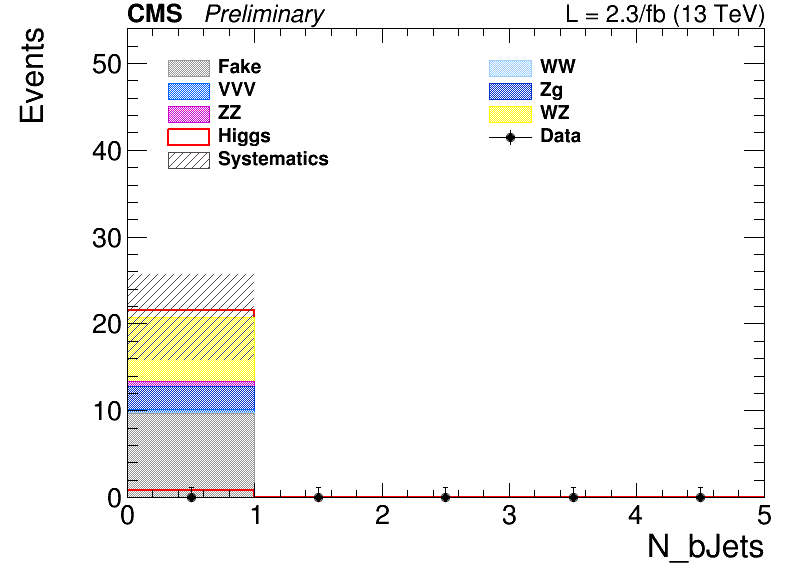 CMS Preliminary L = 2.3/fb (13 TeV)
Events
50
40
30
20
10
0
Fake
VVV
ZZ
Higgs
Systematics
WW
Zg
WZ
Data
0 1 2 3 4 5
N_bJets